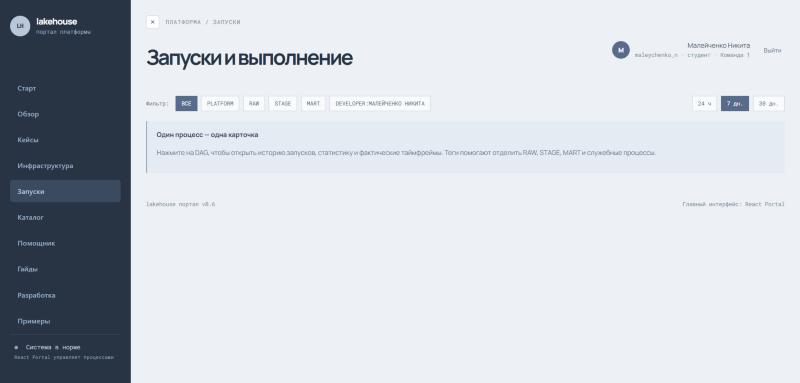 LH
lakehouse
портал платформы
Старт
Обзор
Кейсы
Инфраструктура
Запуски
Каталог
Помощник
Гайды
Разработка
Примеры
Система в норме
React Portal управляет процессами
× ПЛАТФОРМА / ЗАПУСКИ
Запуски и выполнение
М
Малейченко Никита
maleychenko_n · студент · Команда 1
Выйти
Фильтр: ВСЕ PLATFORM RAW STAGE MART DEVELOPER:МАЛЕЙЧЕНКО НИКИТА
24 ч 7 дн. 30 дн.
Один процесс — одна карточка
Нажмите на DAG, чтобы открыть историю запусков, статистику и фактические таймфреймы. Теги помогают отделить RAW, STAGE, MART и служебные процессы.
lakehouse портал v0.6
Главный интерфейс: React Portal